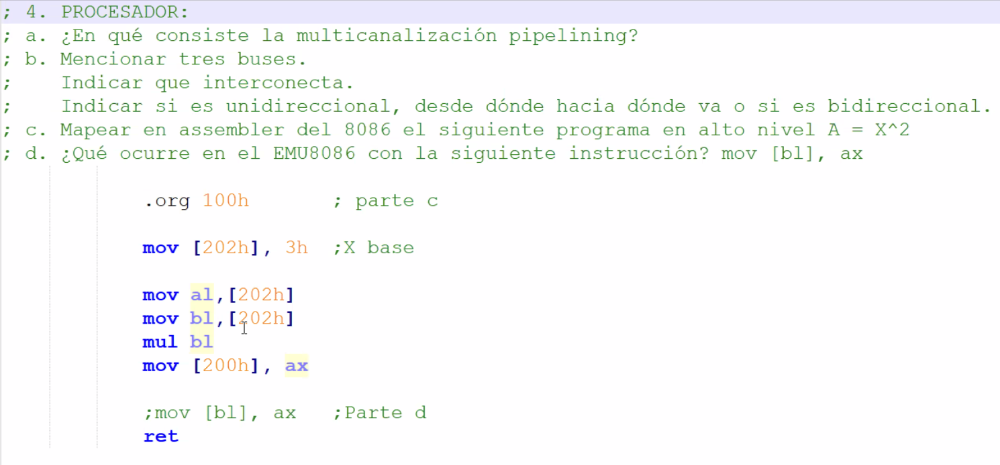 ; 4. PROCESADOR:
; a. ¿En qué consiste la multicanalización pipelining?
; b. Mencionar tres buses.
;    Indicar que interconecta.
;    Indicar si es unidireccional, desde dónde hacia dónde va o si es bidireccional.
; c. Mapear en assembler del 8086 el siguiente programa en alto nivel A = X^2
; d. ¿Qué ocurre en el EMU8086 con la siguiente instrucción? mov [bl], ax
.org 100h       ; parte c
mov [202h], 3h  ;X base
mov al,[202h]
mov bl,[202h]
mul bl
mov [200h], ax
;mov [bl], ax   ;Parte d
ret